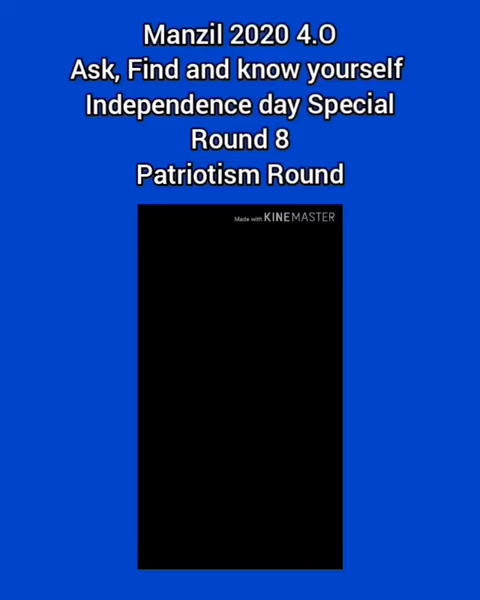 Manzil 2020 4.O
Ask, Find and know yourself
Independence day Special
Round 8
Patriotism Round
Made with KINEMASTER